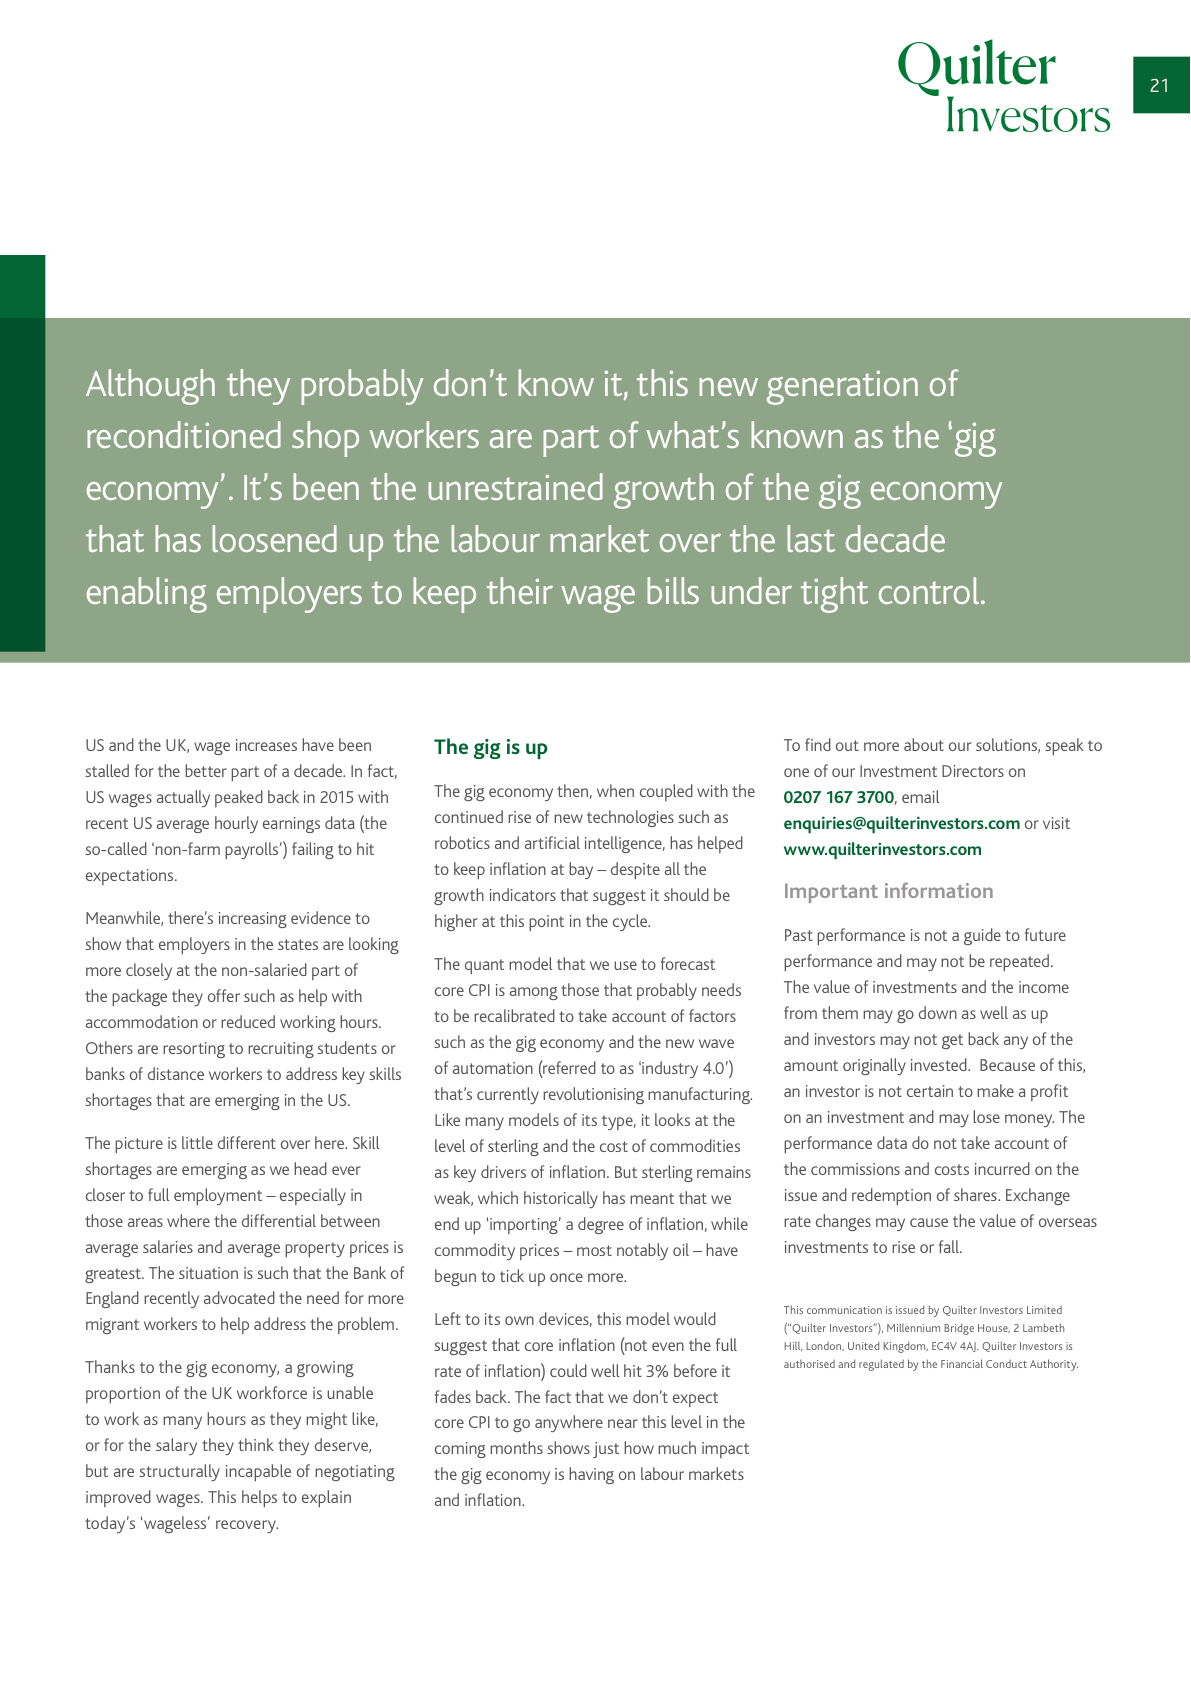 Quilter
Investors
21
Although they probably don’t know it, this new generation of
reconditioned shop workers are part of what’s known as the ‘gig
economy’. It’s been the unrestrained growth of the gig economy
that has loosened up the labour market over the last decade
enabling employers to keep their wage bills under tight control.
US and the UK, wage increases have been
stalled for the better part of a decade. In fact,
US wages actually peaked back in 2015 with
recent US average hourly earnings data (the
so-called ‘non-farm payrolls’) failing to hit
expectations.
Meanwhile, there’s increasing evidence to
show that employers in the states are looking
more closely at the non-salaried part of
the package they offer such as help with
accommodation or reduced working hours.
Others are resorting to recruiting students or
banks of distance workers to address key skills
shortages that are emerging in the US.
The picture is little different over here. Skill
shortages are emerging as we head ever
closer to full employment – especially in
those areas where the differential between
average salaries and average property prices is
greatest. The situation is such that the Bank of
England recently advocated the need for more
migrant workers to help address the problem.
Thanks to the gig economy, a growing
proportion of the UK workforce is unable
to work as many hours as they might like,
or for the salary they think they deserve,
but are structurally incapable of negotiating
improved wages. This helps to explain
today’s ‘wageless’ recovery.
The gig is up
The gig economy then, when coupled with the
continued rise of new technologies such as
robotics and artificial intelligence, has helped
to keep inflation at bay – despite all the
growth indicators that suggest it should be
higher at this point in the cycle.
The quant model that we use to forecast
core CPI is among those that probably needs
to be recalibrated to take account of factors
such as the gig economy and the new wave
of automation (referred to as ‘industry 4.0’)
that’s currently revolutionising manufacturing.
Like many models of its type, it looks at the
level of sterling and the cost of commodities
as key drivers of inflation. But sterling remains
weak, which historically has meant that we
end up ‘importing’ a degree of inflation, while
commodity prices – most notably oil – have
begun to tick up once more.
Left to its own devices, this model would
suggest that core inflation (not even the full
rate of inflation) could well hit 3% before it
fades back. The fact that we don’t expect
core CPI to go anywhere near this level in the
coming months shows just how much impact
the gig economy is having on labour markets
and inflation.
To find out more about our solutions, speak to
one of our Investment Directors on
0207 167 3700, email
enquiries@quilterinvestors.com or visit
www.quilterinvestors.com
Important information
Past performance is not a guide to future
performance and may not be repeated.
The value of investments and the income
from them may go down as well as up
and investors may not get back any of the
amount originally invested.  Because of this,
an investor is not certain to make a profit
on an investment and may lose money. The
performance data do not take account of
the commissions and costs incurred on the
issue and redemption of shares. Exchange
rate changes may cause the value of overseas
investments to rise or fall.
This communication is issued by Quilter Investors Limited
(“Quilter Investors”), Millennium Bridge House, 2 Lambeth
Hill, London, United Kingdom, EC4V 4AJ. Quilter Investors is
authorised and regulated by the Financial Conduct Authority.